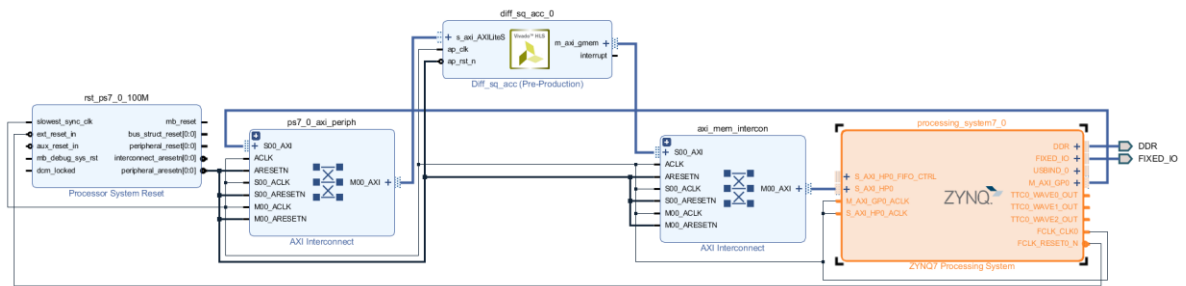 diff_sq_acc_0
s_axi_AXILiteS
ap_clk
ap_rst_n
Vivado™ HLS
m_axi_gmem
interrupt
Diff_sq_acc (Pre-Production)
rst_ps7_0_100M
slowest_sync_clk
ext_reset_in
aux_reset_in
mb_debug_sys_rst
dcm_locked
mb_reset
bus_struct_reset[0:0]
peripheral_reset[0:0]
interconnect_aresetn[0:0]
peripheral_aresetn[0:0]
Processor System Reset
ps7_0_axi_periph
S00_AXI
ACLK
ARESETN
S00_ACLK
S00_ARESETN
M00_ACLK
M00_ARESETN
M00_AXI
AXI Interconnect
axi_mem_intercon
S00_AXI
ACLK
ARESETN
S00_ACLK
S00_ARESETN
M00_ACLK
M00_ARESETN
M00_AXI
AXI Interconnect
processing_system7_0
S_AXI_HP0_FIFO_CTRL
S_AXI_HP0
M_AXI_GP0_ACLK
S_AXI_HP0_ACLK
ZYNQ
DDR
FIXED_IO
USBIND_0
M_AXI_GP0
TTC0_WAVE0_OUT
TTC0_WAVE1_OUT
TTC0_WAVE2_OUT
FCLK_CLK0
FCLK_RESET0_N
ZYNQ7 Processing System
DDR
FIXED_IO